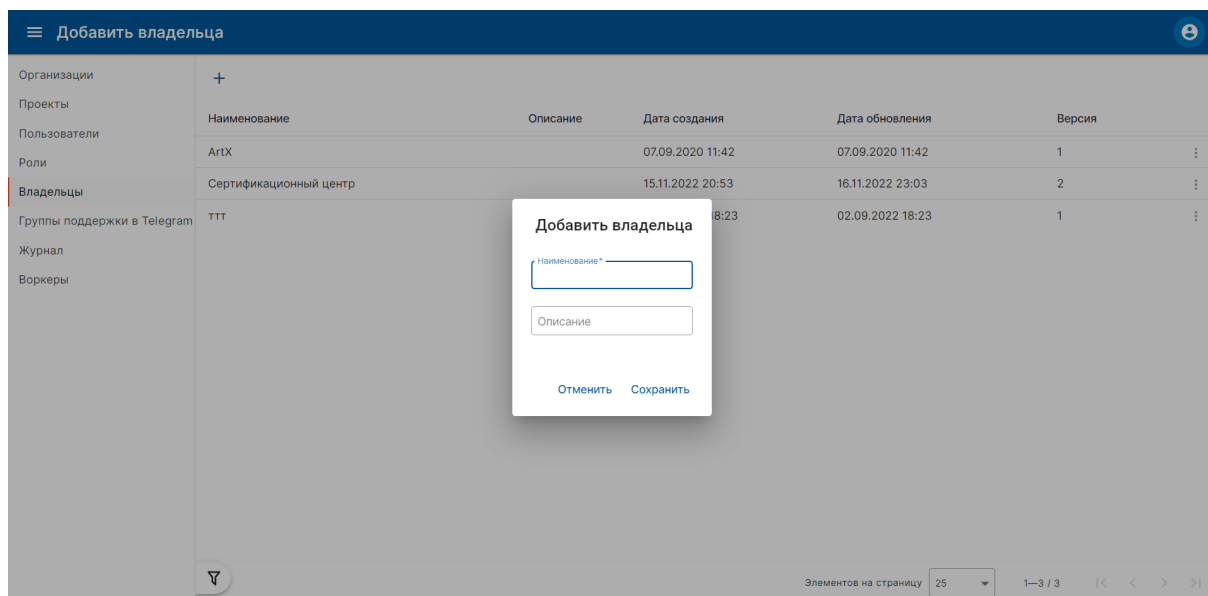 Добавить владельца
Организации
Проекты
Пользователи
Роли
Владельцы
Группы поддержки в Telegram
Журнал
Воркеры
Наименование Описание Дата создания Дата обновления Версия
ArtX 07.09.2020 11:42 07.09.2020 11:42 1
Сертификационный центр 15.11.2022 20:53 16.11.2022 23:03 2
ттт 8:23 02.09.2022 18:23 1
Добавить владельца
Наименование*
Описание
Отменить Сохранить
Элементов на страницу 25 1—3 / 3